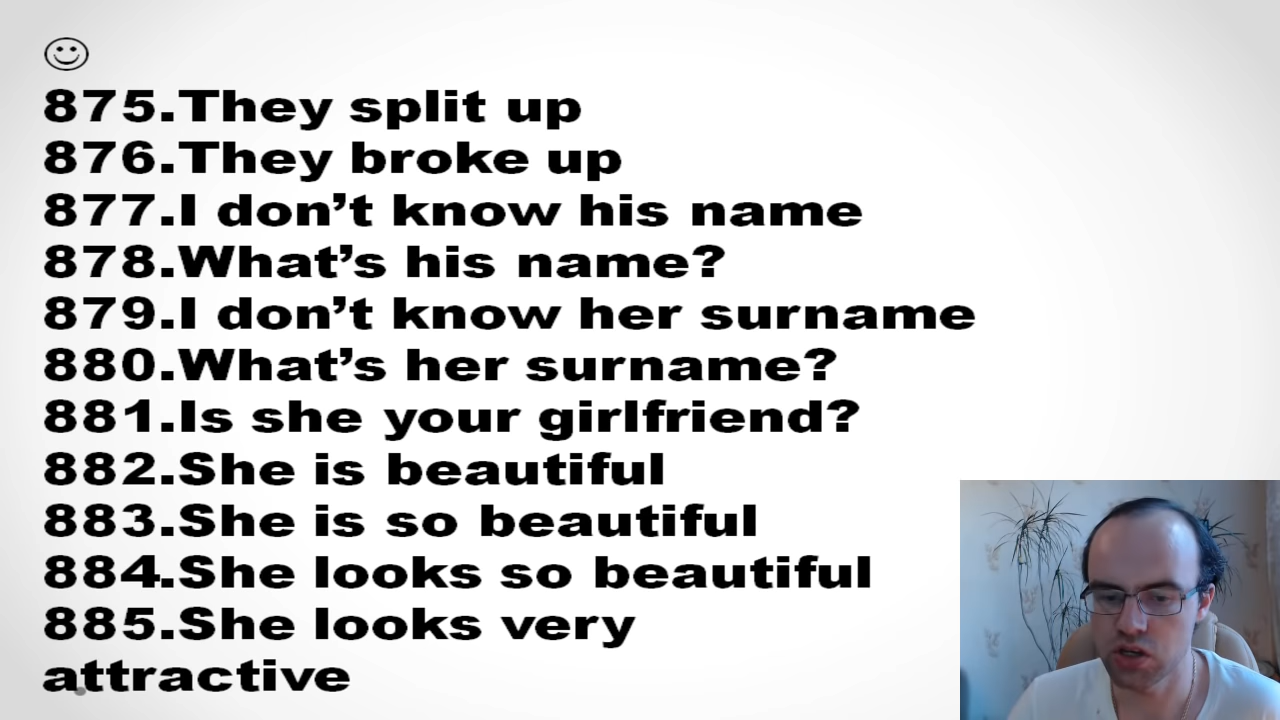 875.They split up
876.They broke up
877.I don’t know his name
878.What’s his name?
879.I don’t know her surname
880.What’s her surname?
881.Is she your girlfriend?
882.She is beautiful
883.She is so beautiful
884.She looks so beautiful
885.She looks very
attractive